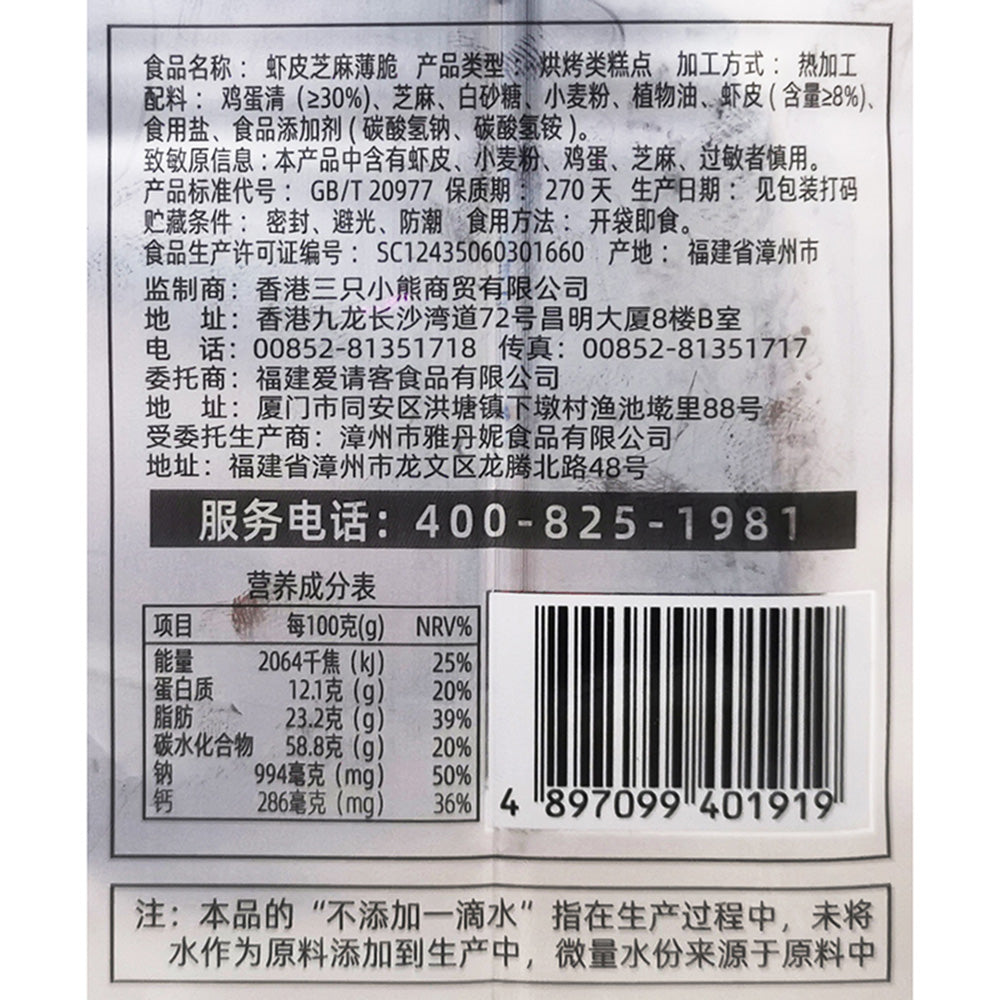 食品名称：虾皮芝麻薄脆 产品类型：烘烤类糕点 加工方式：热加工
配料：鸡蛋清（≥30%）、芝麻、白砂糖、小麦粉、植物油、虾皮（含量≥8%）、
食用盐、食品添加剂（碳酸氢钠、碳酸氢铵）。
致敏原信息：本产品中含有虾皮、小麦粉、鸡蛋、芝麻、过敏者慎用。
产品标准代号：GB/T 20977 保质期：270天 生产日期：见包装打码
贮藏条件：密封、避光、防潮 食用方法：开袋即食。
食品生产许可证编号：SC12435060301660 产地：福建省漳州市
监制商：香港三只小熊商贸有限公司
地 址：香港九龙长沙湾道72号昌明大厦8楼B室
电 话：00852-81351718 传真：00852-81351717
委托商：福建爱请客食品有限公司
地 址：厦门市同安区洪塘镇下墩村渔池墘里88号
受委托生产商：漳州市雅丹妮食品有限公司
地址：福建省漳州市龙文区龙腾北路48号
服务电话：400-825-1981
营养成分表
项目 每100克(g) NRV%
能量 2064千焦(kJ) 25%
蛋白质 12.1克(g) 20%
脂肪 23.2克(g) 39%
碳水化合物 58.8克(g) 20%
钠 994毫克(mg) 50%
钙 286毫克(mg) 36%
4 897099 401919
注：本品的“不添加一滴水“指在生产过程中，未将
水作为原料添加到生产中，微量水份来源于原料中